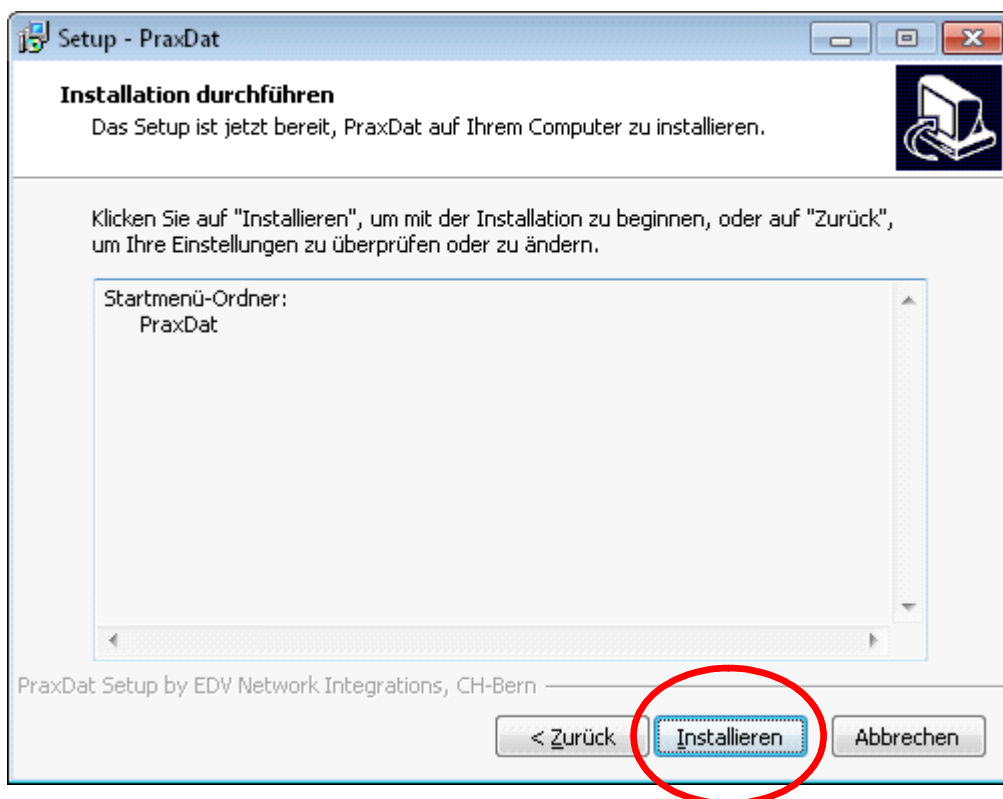 Setup - PraxDat
Installation durchführen
Das Setup ist jetzt bereit, PraxDat auf Ihrem Computer zu installieren.
Klicken Sie auf "Installieren", um mit der Installation zu beginnen, oder auf "Zurück",
um Ihre Einstellungen zu überprüfen oder zu ändern.
Startmenü-Ordner:
PraxDat
PraxDat Setup by EDV Network Integrations, CH-Bern
< Zurück Installieren Abbrechen